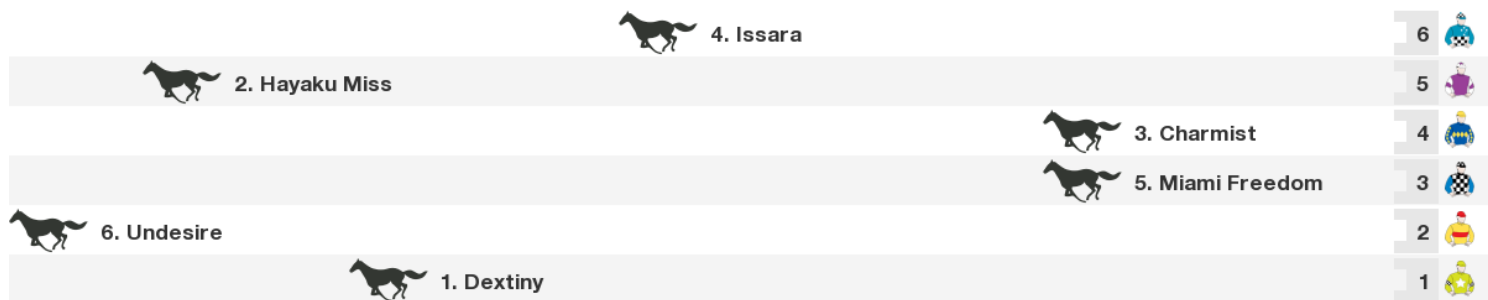 4. Issara 6
2. Hayaku Miss 5
3. Charmist 4
5. Miami Freedom 3
6. Undesire 2
1. Dextiny 1